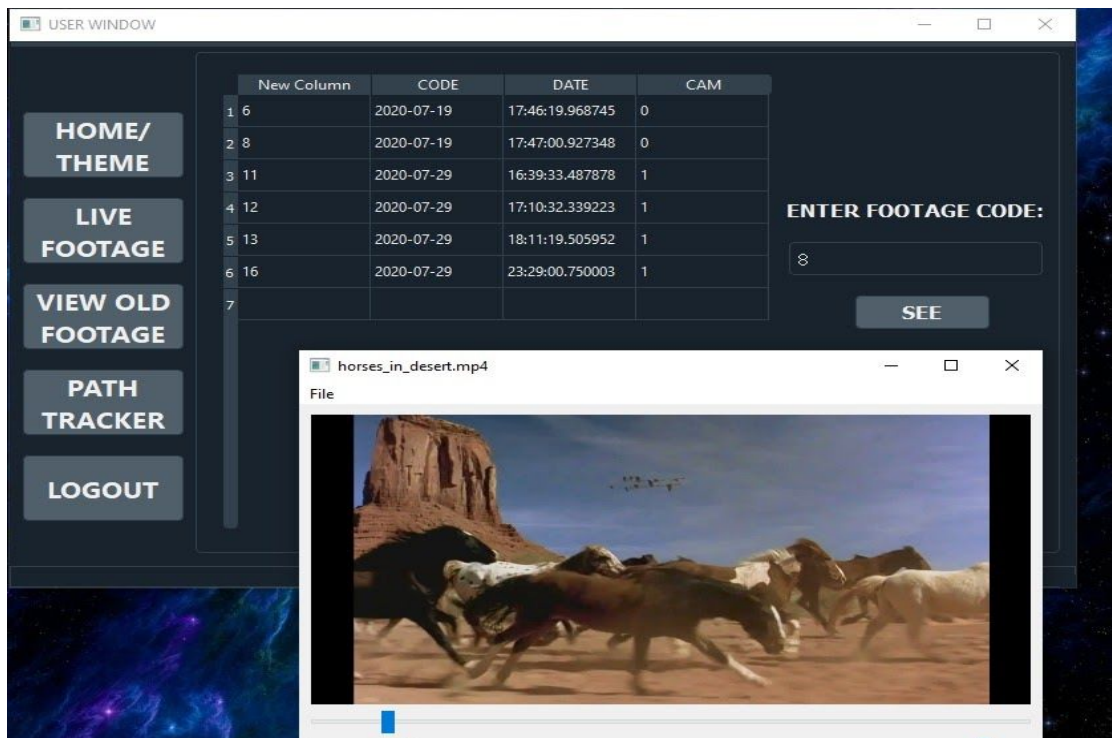 USER WINDOW
New Column CODE DATE CAM
1 6 2020-07-19 17:46:19.968745 0
2 8 2020-07-19 17:47:00.927348 0
3 11 2020-07-29 16:39:33.487878 1
4 12 2020-07-29 17:10:32.339223 1
5 13 2020-07-29 18:11:19.505952 1
6 16 2020-07-29 23:29:00.750003 1
7
HOME/
THEME
LIVE
FOOTAGE
VIEW OLD
FOOTAGE
PATH
TRACKER
LOGOUT
ENTER FOOTAGE CODE:
8
SEE
horses_in_desert.mp4
File